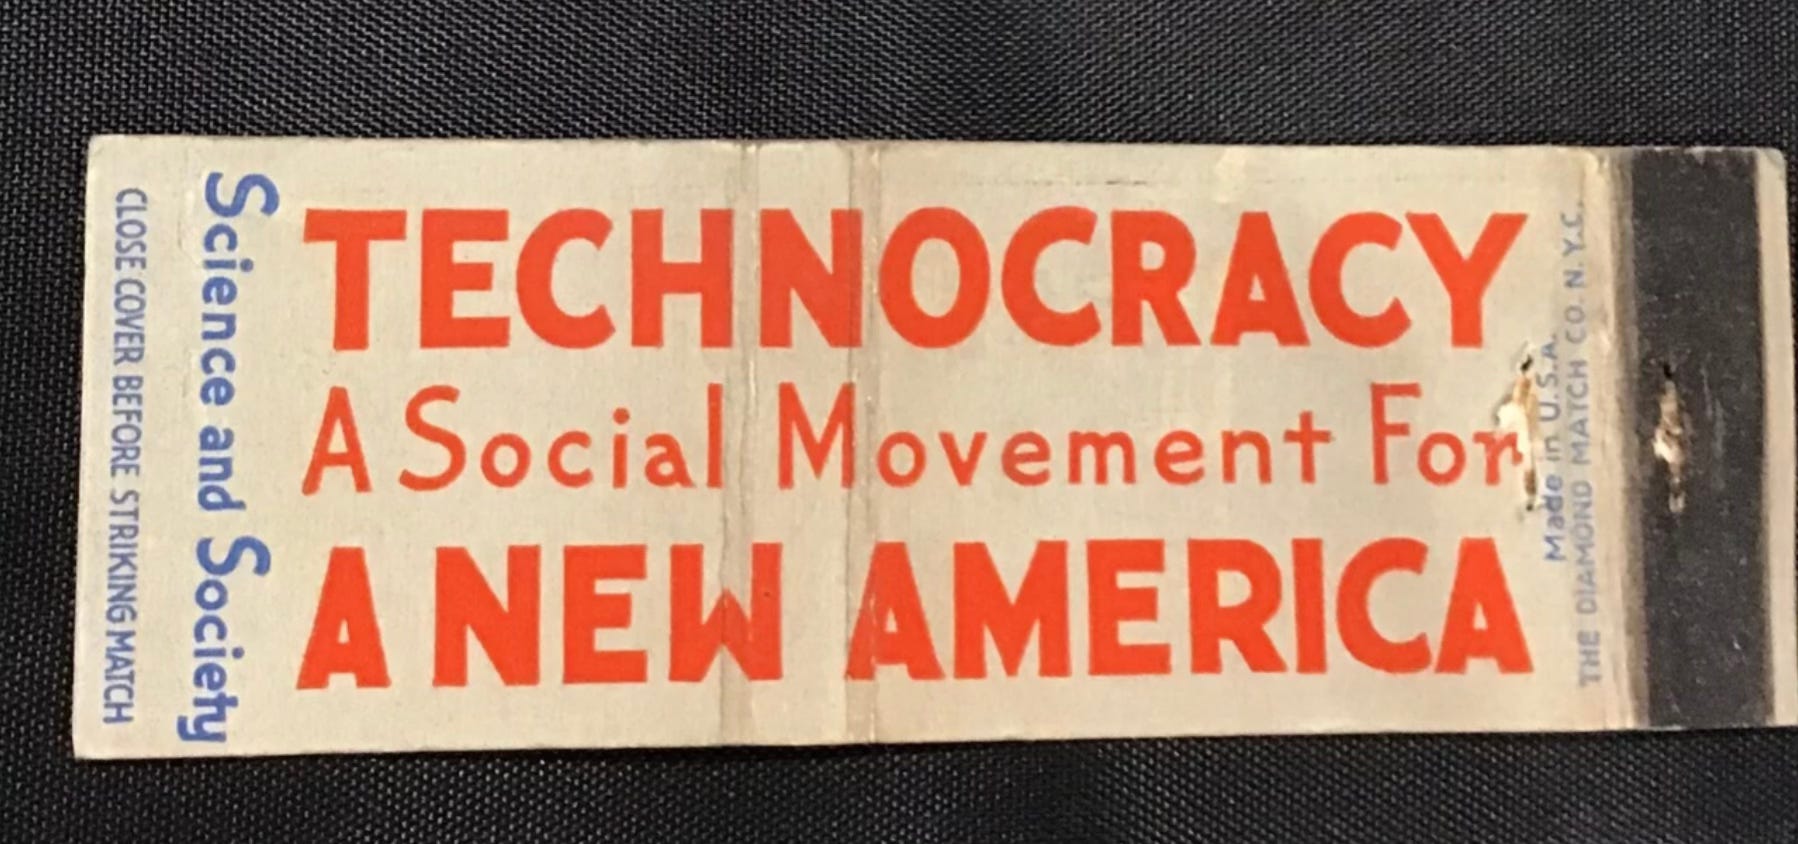 CLOSE COVER BEFORE STRIKING MATCH
Science and Society
TECHNOCRACY
A Social Movement For
A NEW AMERICA
Made in U.S.A.
THE DIAMOND MATCH CO. N.Y.C.